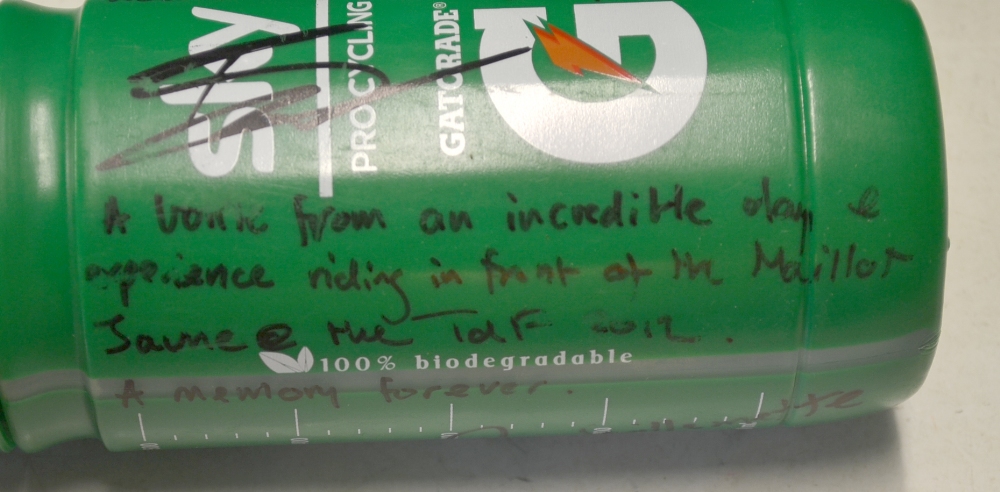 SKY
PRO CYCLING
GATORADE®
G
A bottle from an incredible day &
experience riding in front of the Maillot
Jaune @ the TdF 2012.
100% biodegradable
A memory forever.